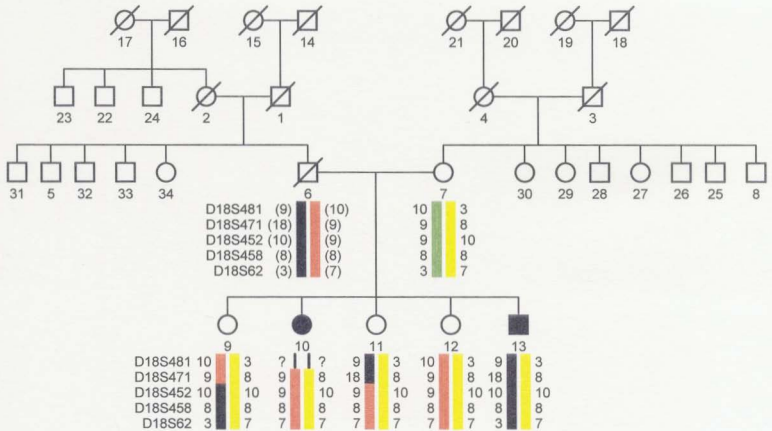 17 16 15 14 21 20 19 18
23 22 24 2 1 4 3
31 5 32 33 34 6 7 30 29 28 27 26 25 8
D18S481 (9) (10) 10 3
D18S471 (18) (9) 9 8
D18S452 (10) (9) 9 10
D18S458 (8) (8) 8 8
D18S62 (3) (7) 3 7
9 10 11 12 13
D18S481 10 3 ? ? 9 3 10 3 9 3
D18S471 9 8 9 8 18 8 9 8 18 8
D18S452 10 10 9 10 9 10 9 10 10 10
D18S458 8 8 8 8 8 8 8 8 8 8
D18S62 3 7 7 7 7 7 7 7 3 7